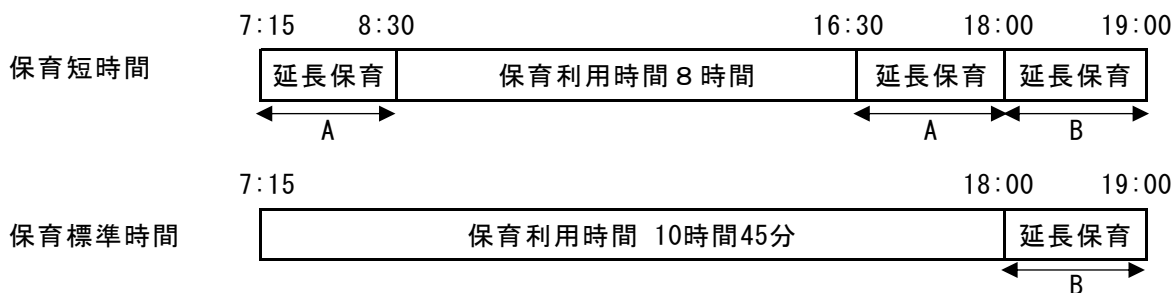 7:15 8:30 16:30 18:00 19:00
保育短時間 延長保育 保育利用時間８時間 延長保育 延長保育
A A B
7:15 18:00 19:00
保育標準時間 保育利用時間 10時間45分 延長保育
B